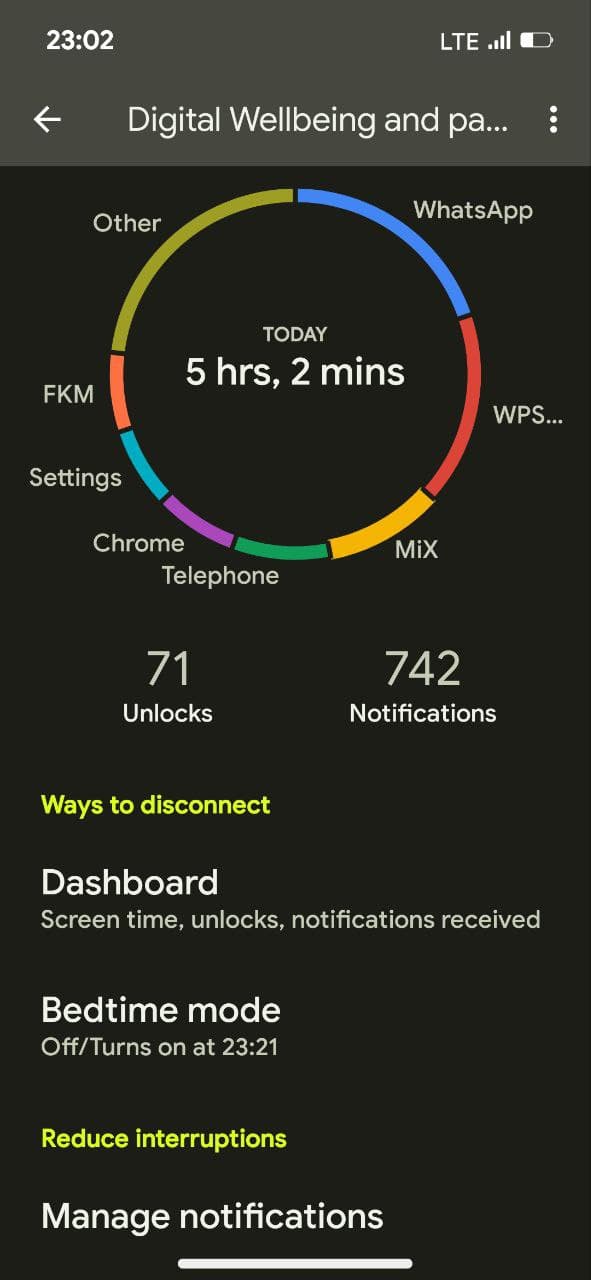 23:02
LTE
Digital Wellbeing and pa...
WhatsApp
Other
TODAY
5 hrs, 2 mins
FKM
WPS...
Settings
Chrome
MiX
Telephone
71
742
Unlocks
Notifications
Ways to disconnect
Dashboard
Screen time, unlocks, notifications received
Bedtime mode
Off/Turns on at 23:21
Reduce interruptions
Manage notifications